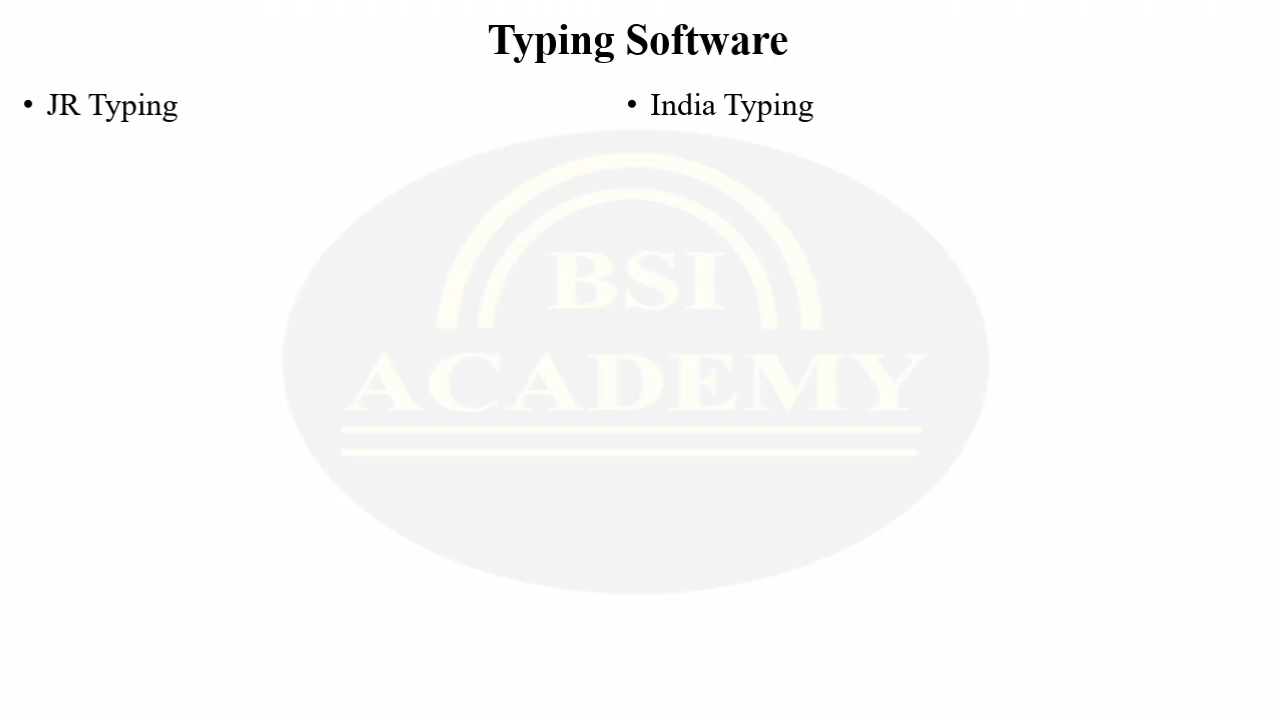 Typing Software
• JR Typing
• India Typing
BSI
ACADEMY